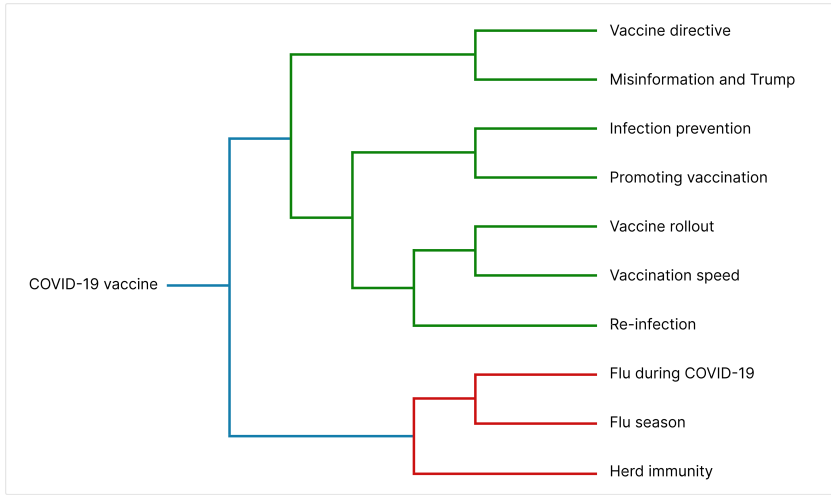 Vaccine directive
Misinformation and Trump
Infection prevention
Promoting vaccination
Vaccine rollout
Vaccination speed
COVID-19 vaccine
Re-infection
Flu during COVID-19
Flu season
Herd immunity